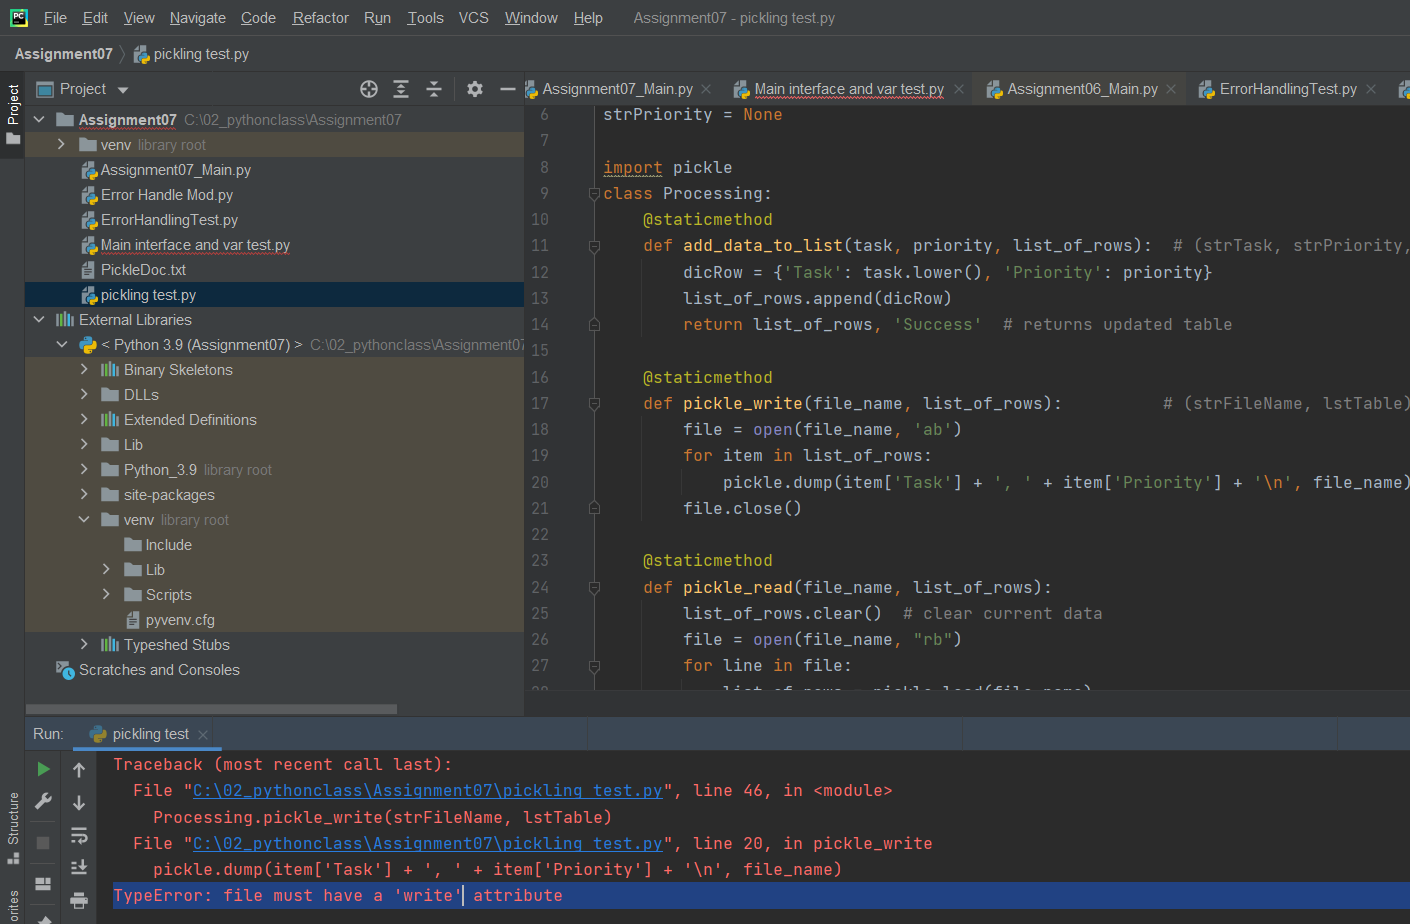 PC File Edit View Navigate Code Refactor Run Tools VCS Window Help Assignment07 - pickling test.py
Assignment07 pickling test.py
Project
Project
Assignment07_Main.py Main interface and var test.py Assignment06_Main.py ErrorHandlingTest.py
Assignment07 C:\02_pythonclass\Assignment07
venv library root
Assignment07_Main.py
Error Handle Mod.py
ErrorHandlingTest.py
Main interface and var test.py
PickleDoc.txt
pickling test.py
External Libraries
< Python 3.9 (Assignment07) > C:\02_pythonclass\Assignment07
Binary Skeletons
DLLs
Extended Definitions
Lib
Python_3.9 library root
site-packages
venv library root
Include
Lib
Scripts
pyvenv.cfg
Typeshed Stubs
Scratches and Consoles
6 strPriority = None
7
8 import pickle
9 class Processing:
10 @staticmethod
11 def add_data_to_list(task, priority, list_of_rows): # (strTask, strPriority,
12 dicRow = {'Task': task.lower(), 'Priority': priority}
13 list_of_rows.append(dicRow)
14 return list_of_rows, 'Success' # returns updated table
15
16 @staticmethod
17 def pickle_write(file_name, list_of_rows): # (strFileName, lstTable)
18 file = open(file_name, 'ab')
19 for item in list_of_rows:
20 pickle.dump(item['Task'] + ', ' + item['Priority'] + '\n', file_name)
21 file.close()
22
23 @staticmethod
24 def pickle_read(file_name, list_of_rows):
25 list_of_rows.clear() # clear current data
26 file = open(file_name, "rb")
27 for line in file:
28 list_of_rows = pickle.load(file_name)
Run: pickling test
Traceback (most recent call last):
File "C:\02_pythonclass\Assignment07\pickling test.py", line 46, in <module>
Processing.pickle_write(strFileName, lstTable)
File "C:\02_pythonclass\Assignment07\pickling test.py", line 20, in pickle_write
pickle.dump(item['Task'] + ', ' + item['Priority'] + '\n', file_name)
TypeError: file must have a 'write' attribute
Structure
orites